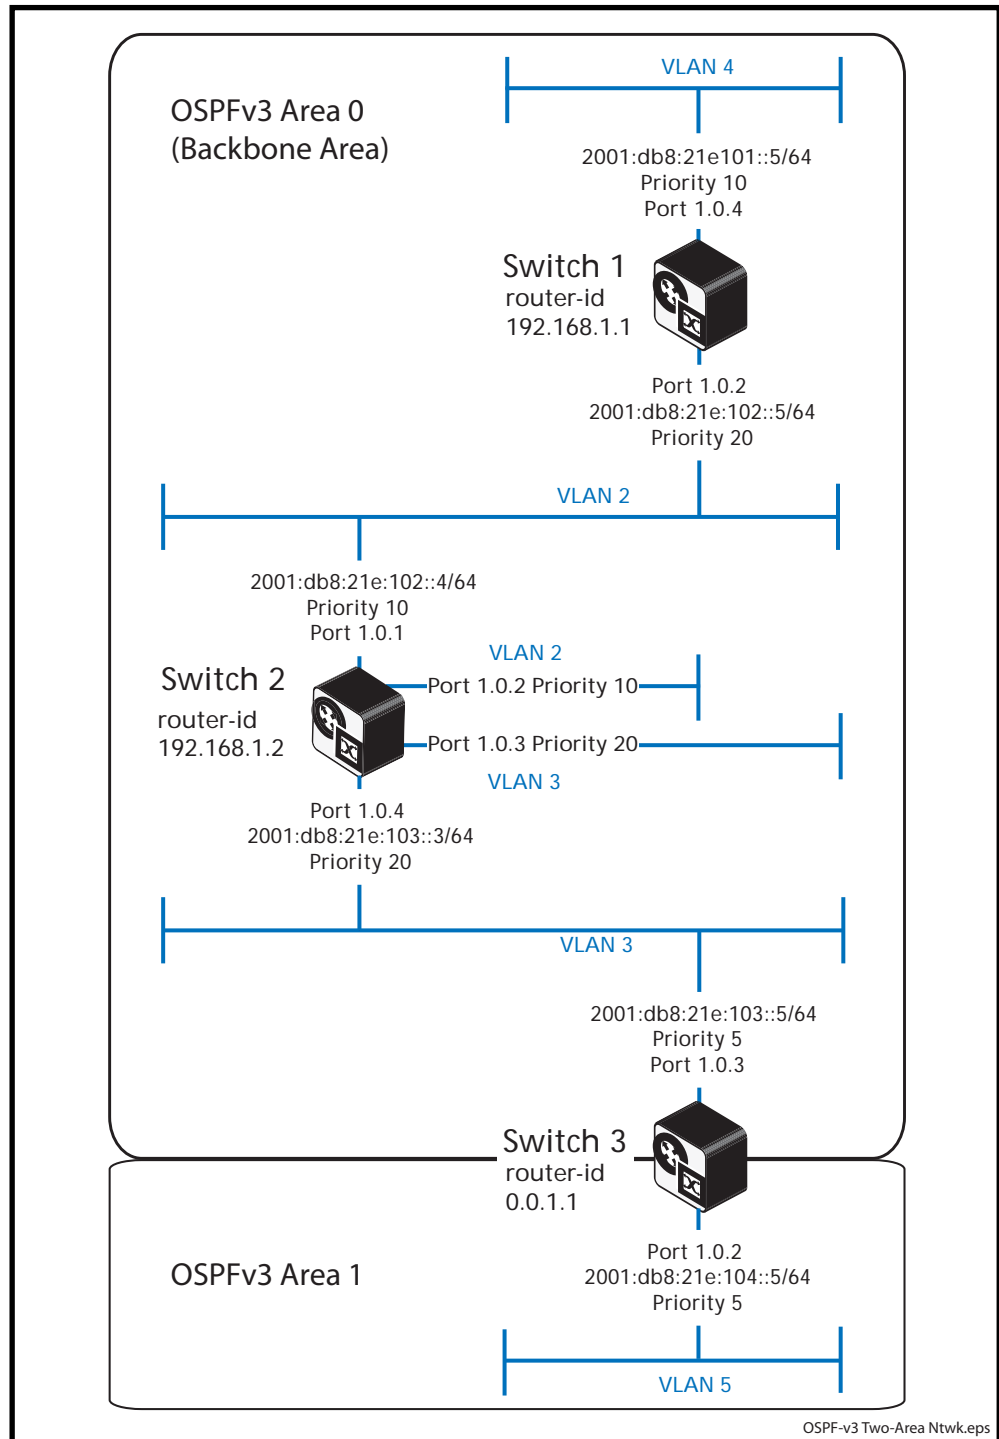 VLAN 4
OSPFv3 Area 0
(Backbone Area)
2001:db8:21e101::5/64
Priority 10
Port 1.0.4
Switch 1
router-id
192.168.1.1
Port 1.0.2
2001:db8:21e:102::5/64
Priority 20
VLAN 2
2001:db8:21e:102::4/64
Priority 10
Port 1.0.1
VLAN 2
Switch 2
Port 1.0.2 Priority 10
router-id
192.168.1.2
Port 1.0.3 Priority 20
VLAN 3
Port 1.0.4
2001:db8:21e:103::3/64
Priority 20
VLAN 3
2001:db8:21e:103::5/64
Priority 5
Port 1.0.3
Switch 3
router-id
0.0.1.1
Port 1.0.2
2001:db8:21e:104::5/64
Priority 5
OSPFv3 Area 1
VLAN 5
OSPF-v3 Two-Area Ntwk.eps